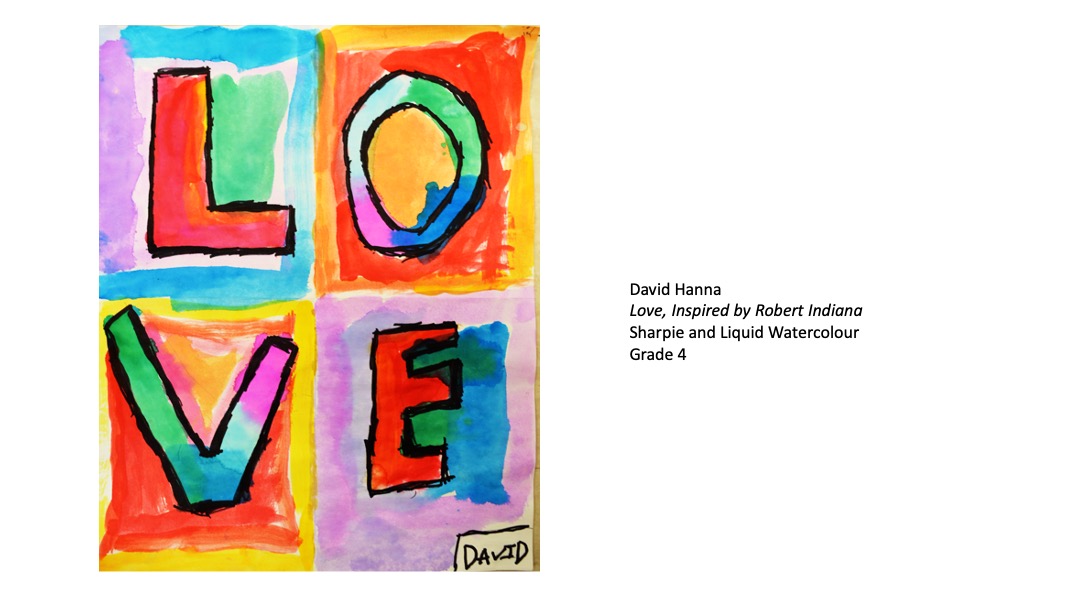 LO
VE
DAVID
David Hanna
Love, Inspired by Robert Indiana
Sharpie and Liquid Watercolour
Grade 4